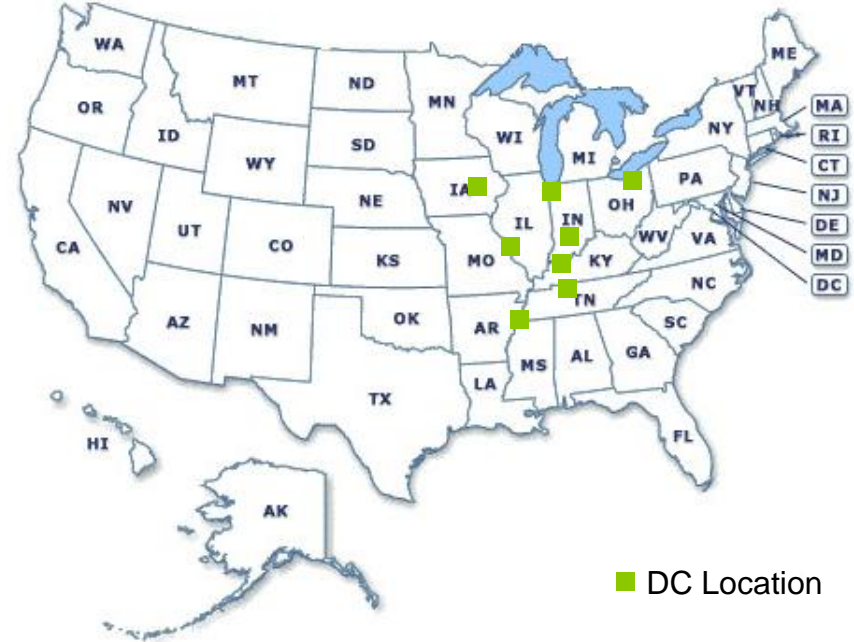 WA
MT
ND
MN
ME
OR
ID
SD
WI
MI
VT
NH
NY
MA
RI
CT
WY
NE
IA
PA
NJ
NV
UT
CO
KS
MO
IL
IN
OH
WV
VA
DE
MD
DC
KY
CA
AZ
NM
OK
AR
TN
NC
SC
TX
LA
MS
AL
GA
FL
HI
AK
DC Location